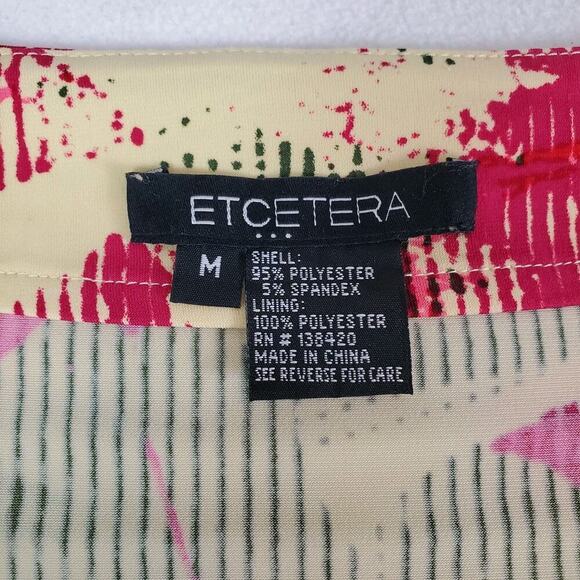 ETCETERA
M
SHELL:
95% POLYESTER
5% SPANDEX
LINING:
100% POLYESTER
RN # 138420
MADE IN CHINA
SEE REVERSE FOR CARE